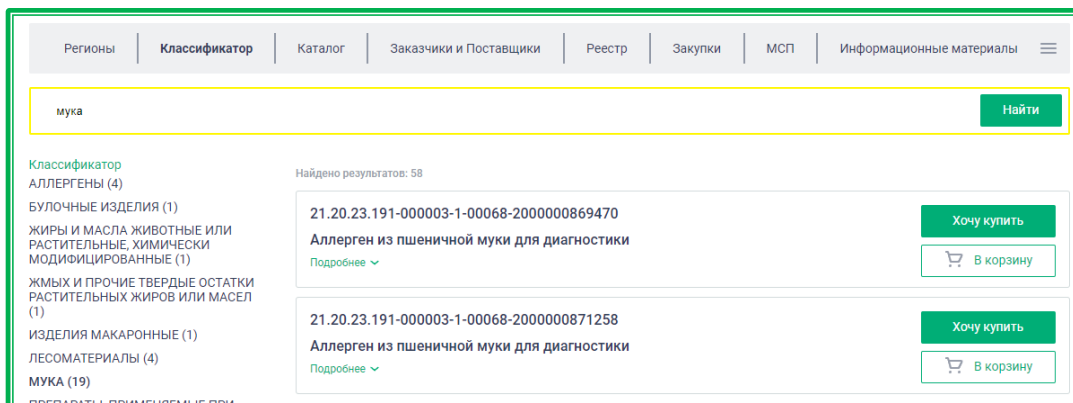 Регионы Классификатор Каталог Заказчики и Поставщики Реестр Закупки МСП Информационные материалы
мука
Найти
Классификатор
АЛЛЕРГЕНЫ (4)
БУЛОЧНЫЕ ИЗДЕЛИЯ (1)
ЖИРЫ И МАСЛА ЖИВОТНЫЕ ИЛИ
РАСТИТЕЛЬНЫЕ, ХИМИЧЕСКИ
МОДИФИЦИРОВАННЫЕ (1)
ЖМЫХ И ПРОЧИЕ ТВЕРДЫЕ ОСТАТКИ
РАСТИТЕЛЬНЫХ ЖИРОВ ИЛИ МАСЕЛ
(1)
ИЗДЕЛИЯ МАКАРОННЫЕ (1)
ЛЕСОМАТЕРИАЛЫ (4)
МУКА (19)
ПРЕПАРАТЫ, ПРИМЕНЯЕМЫЕ ПРИ
Найдено результатов: 58
21.20.23.191-000003-1-00068-2000000869470
Аллерген из пшеничной муки для диагностики
Подробнее
Хочу купить
В корзину
21.20.23.191-000003-1-00068-2000000871258
Аллерген из пшеничной муки для диагностики
Подробнее
Хочу купить
В корзину